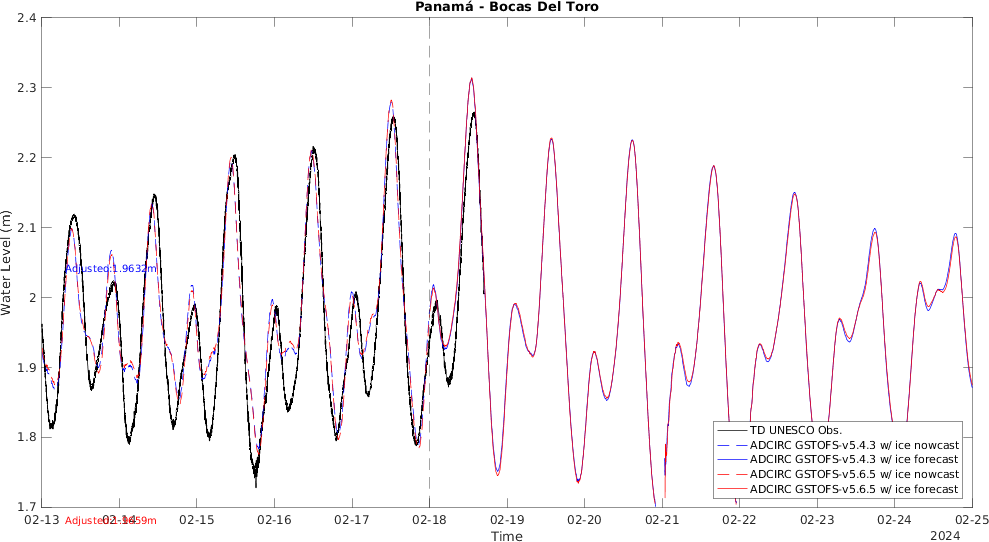 Panamá - Bocas Del Toro
Water Level (m)
2.4
2.3
2.2
2.1
2
1.9
1.8
1.7
Adjusted:1.9632m
TD UNESCO Obs.
ADCIRC GSTOFS-v5.4.3 w/ ice nowcast
ADCIRC GSTOFS-v5.4.3 w/ ice forecast
ADCIRC GSTOFS-v5.6.5 w/ ice nowcast
ADCIRC GSTOFS-v5.6.5 w/ ice forecast
02-13 02-14 02-15 02-16 02-17 02-18 02-19 02-20 02-21 02-22 02-23 02-24 02-25
Time
2024